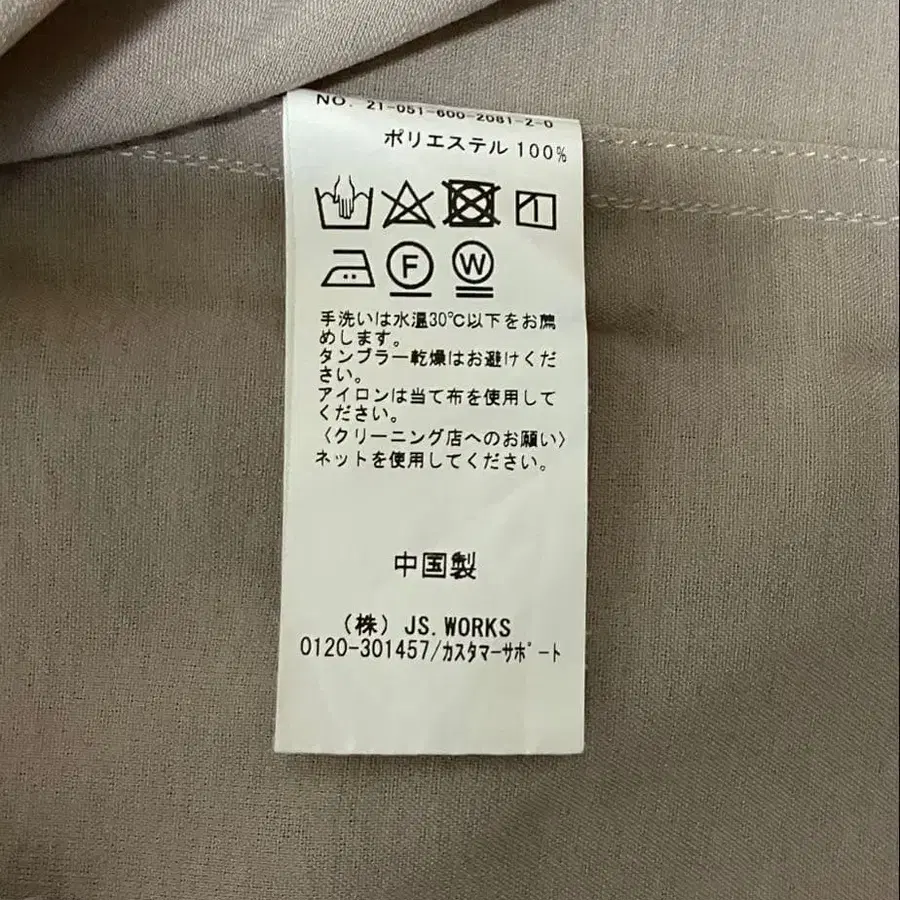 NO. 21-051-600-2081-2-0
ポリエステル 100%
F W
手洗いは水温30℃以下をお薦
めします。
タンブラー乾燥はお避けくだ
さい。
アイロンは当て布を使用して
ください。
〈クリーニング店へのお願い〉
ネットを使用してください。
中国製
(株) JS.WORKS
0120-301457/カスタマーサポート